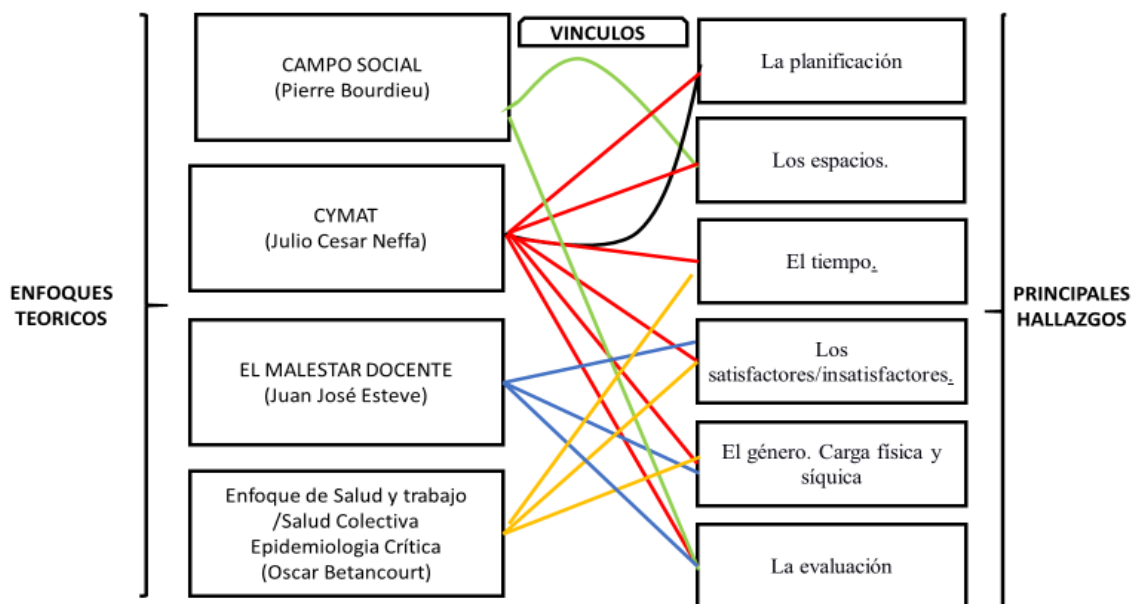 VINCULOS
ENFOQUES
TEORICOS
CAMPO SOCIAL
(Pierre Bourdieu)
CYMAT
(Julio Cesar Neffa)
EL MALESTAR DOCENTE
(Juan José Esteve)
Enfoque de Salud y trabajo
/Salud Colectiva
Epidemiologia Crítica
(Oscar Betancourt)
La planificación
Los espacios.
El tiempo.
Los
satisfactores/insatisfactores.
El género. Carga física y
síquica
La evaluación
PRINCIPALES
HALLAZGOS